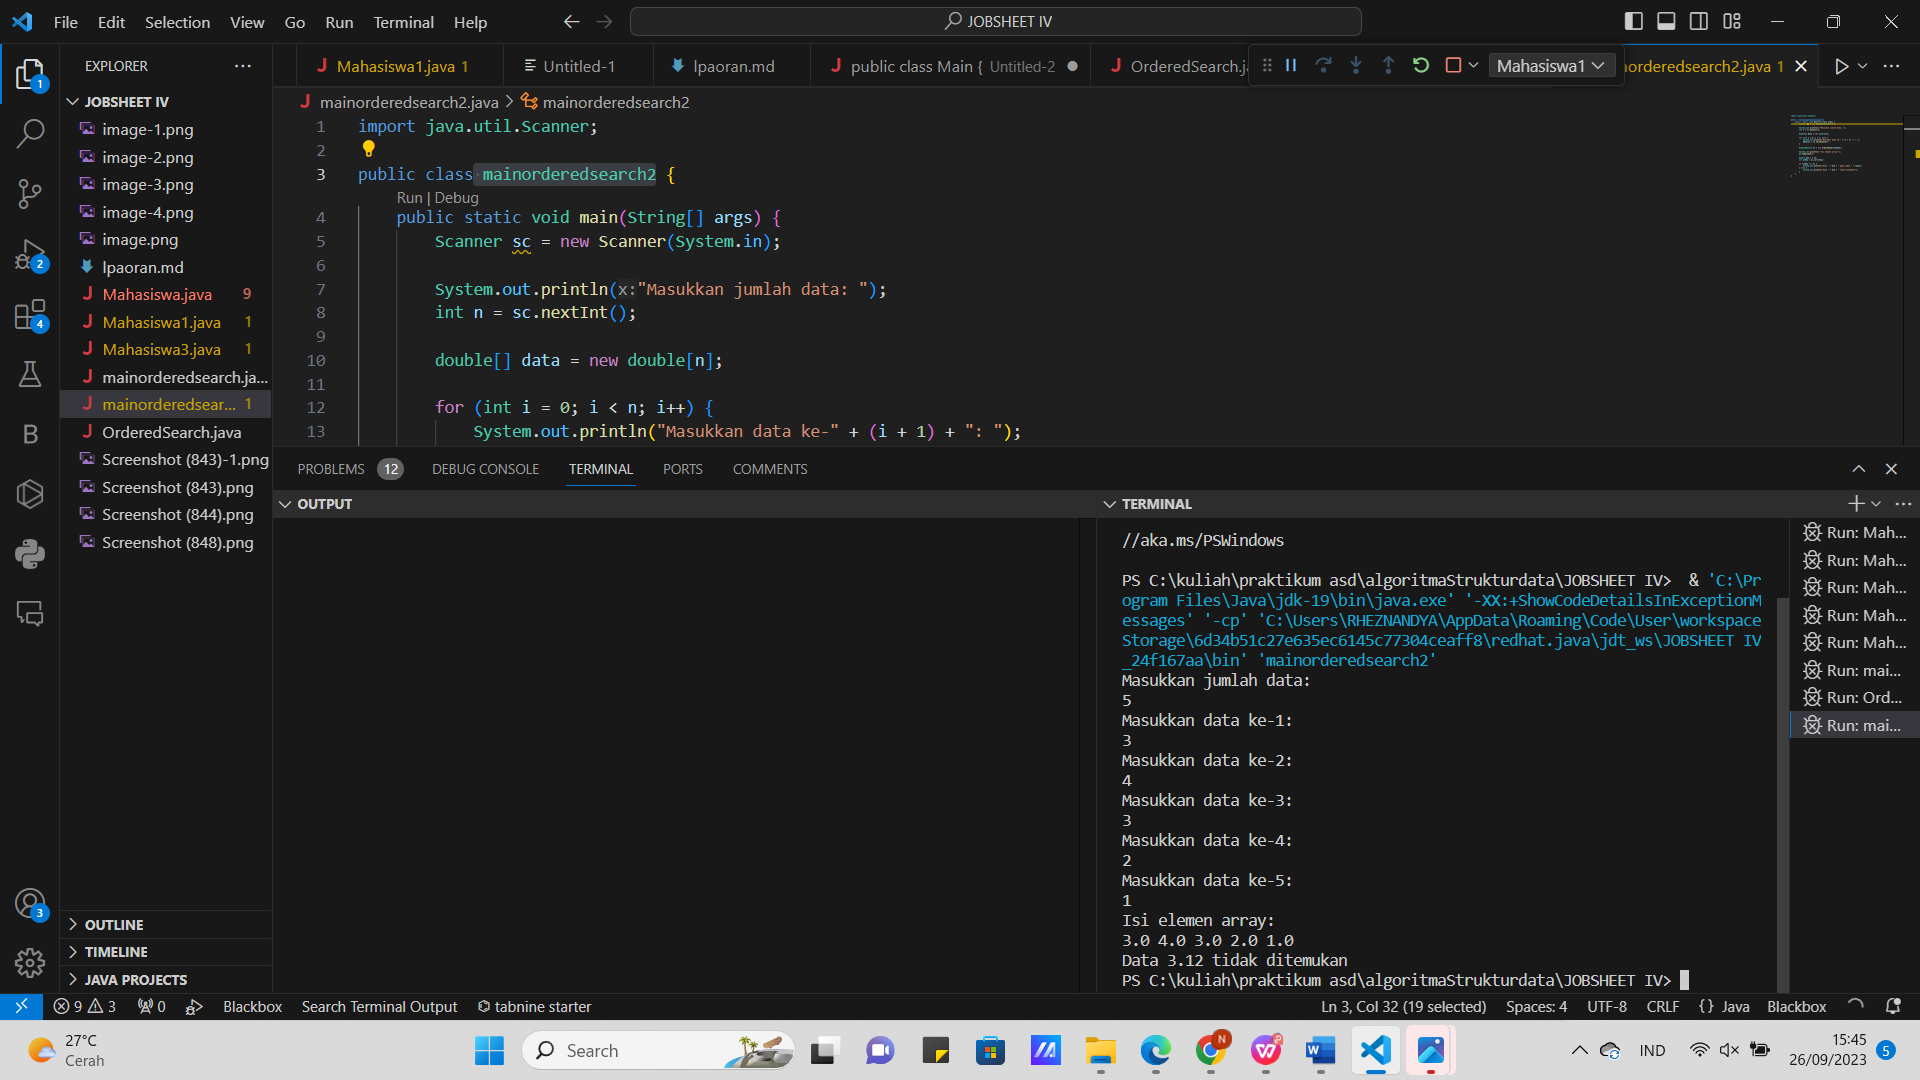 File Edit Selection View Go Run Terminal Help
JOBSHEET IV
EXPLORER
JOBSHEET IV
image-1.png
image-2.png
image-3.png
image-4.png
image.png
lpaoran.md
Mahasiswa.java 9
Mahasiswa1.java 1
Mahasiswa3.java 1
mainorderedsearch.ja...
mainorderedsear... 1
OrderedSearch.java
Screenshot (843)-1.png
Screenshot (843).png
Screenshot (844).png
Screenshot (848).png
OUTLINE
TIMELINE
JAVA PROJECTS
1
2
4
3
Mahasiswa1.java 1
Untitled-1
lpaoran.md
public class Main { Untitled-2
OrderedSearch.ja
Mahasiswa1
norderedsearch2.java 1
mainorderedsearch2.java > mainorderedsearch2
1 import java.util.Scanner;
2
3 public class mainorderedsearch2 {
Run | Debug
4 public static void main(String[] args) {
5 Scanner sc = new Scanner(System.in);
6
7 System.out.println(x:"Masukkan jumlah data: ");
8 int n = sc.nextInt();
9
10 double[] data = new double[n];
11
12 for (int i = 0; i < n; i++) {
13 System.out.println("Masukkan data ke-" + (i + 1) + ": ");
PROBLEMS 12 DEBUG CONSOLE TERMINAL PORTS COMMENTS
OUTPUT
TERMINAL
//aka.ms/PSWindows
PS C:\kuliah\praktikum asd\algoritmaStrukturdata\JOBSHEET IV> & 'C:\Pr
ogram Files\Java\jdk-19\bin\java.exe' '-XX:+ShowCodeDetailsInExceptionM
essages' '-cp' 'C:\Users\RHEZNANDYA\AppData\Roaming\Code\User\workspace
Storage\6d34b51c27e635ec6145c77304ceaff8\redhat.java\jdt_ws\JOBSHEET IV
_24f167aa\bin' 'mainorderedsearch2'
Masukkan jumlah data:
5
Masukkan data ke-1:
3
Masukkan data ke-2:
4
Masukkan data ke-3:
3
Masukkan data ke-4:
2
Masukkan data ke-5:
1
Isi elemen array:
3.0 4.0 3.0 2.0 1.0
Data 3.12 tidak ditemukan
PS C:\kuliah\praktikum asd\algoritmaStrukturdata\JOBSHEET IV>
Run: Mah...
Run: Mah...
Run: Mah...
Run: Mah...
Run: Mah...
Run: mai...
Run: Ord...
Run: mai...
9 3 0 Blackbox Search Terminal Output tabnine starter
Ln 3, Col 32 (19 selected) Spaces: 4 UTF-8 CRLF {} Java Blackbox
27°C
Cerah
Search
IND
15:45
26/09/2023
5